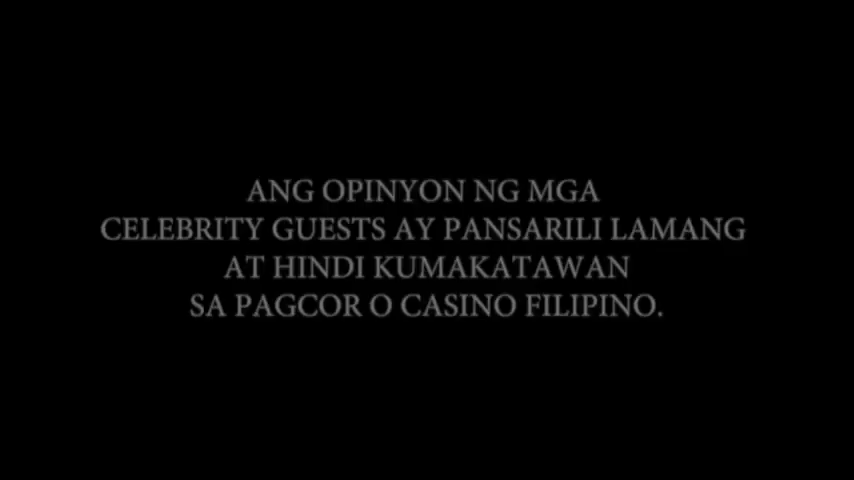 ANG OPINYON NG MGA
CELEBRITY GUESTS AY PANSARILI LAMANG
AT HINDI KUMAKATAWAN
SA PAGCOR O CASINO FILIPINO.